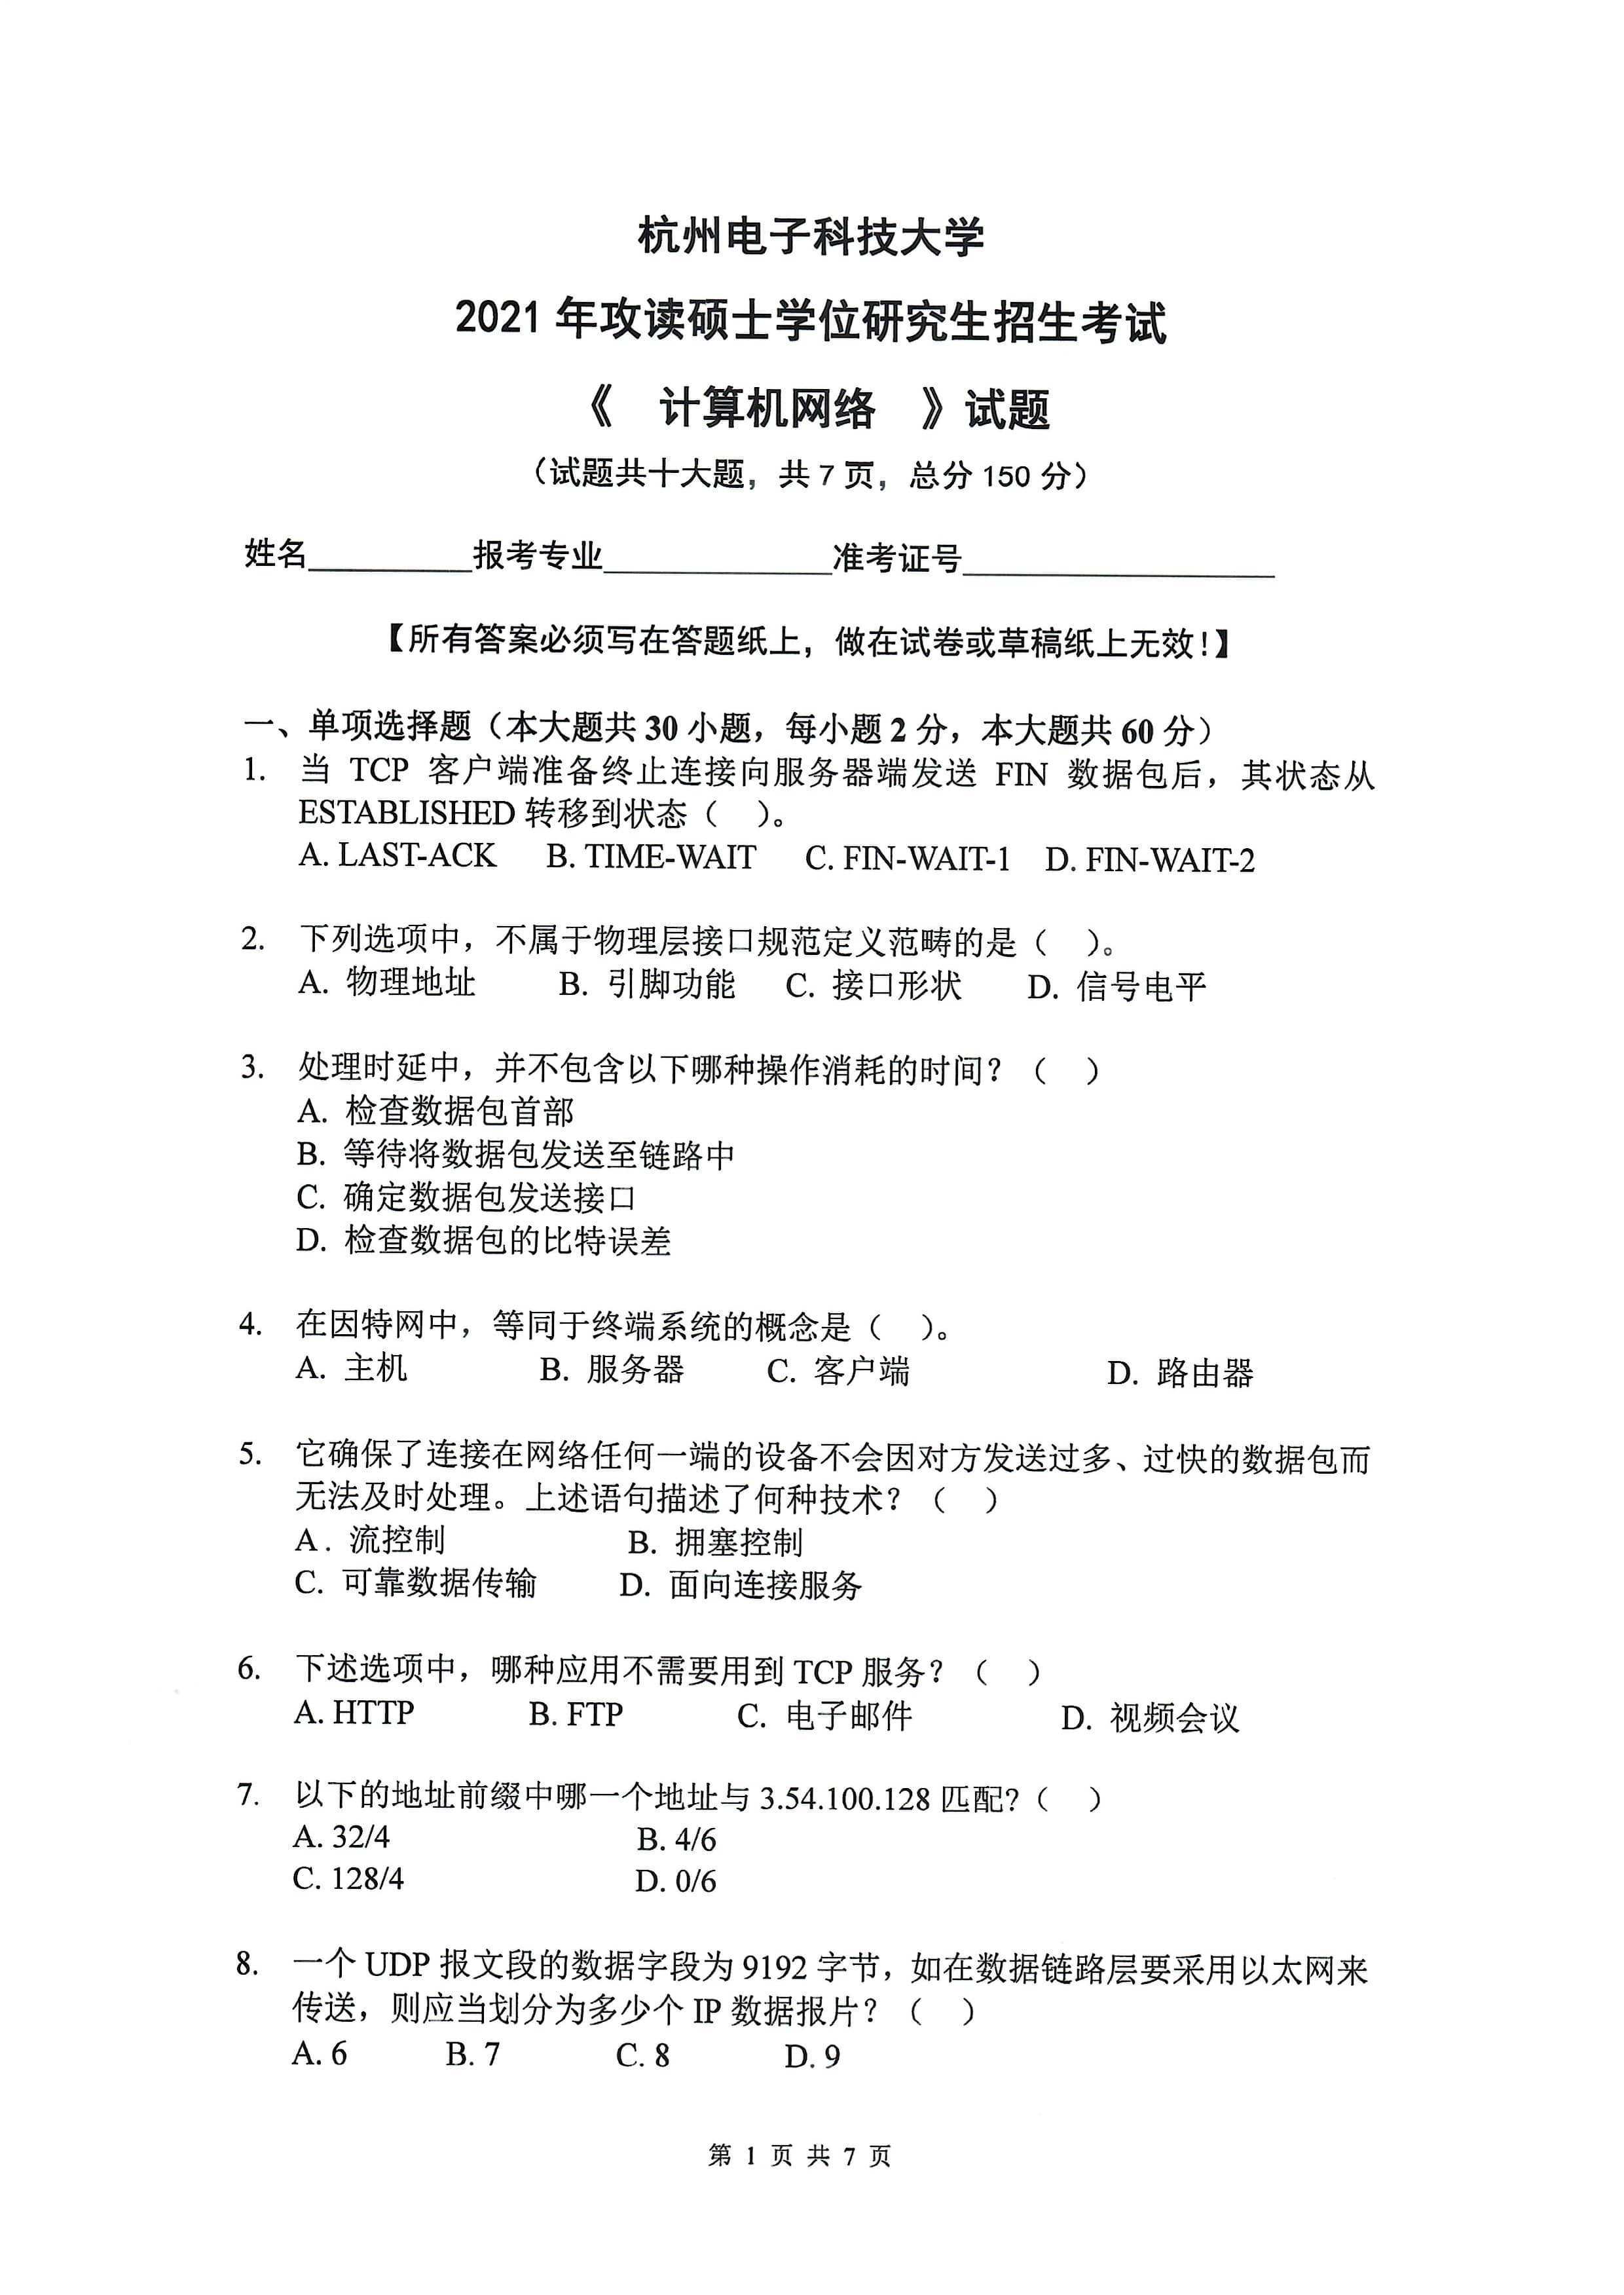 杭州电子科技大学
2021 年攻读硕士学位研究生招生考试
《 计算机网络 》试题
（试题共十大题，共 7 页，总分 150 分）
姓名__________报考专业______________准考证号___________________
【所有答案必须写在答题纸上，做在试卷或草稿纸上无效！】
一、单项选择题（本大题共 30 小题，每小题 2 分，本大题共 60 分）
1. 当 TCP 客户端准备终止连接向服务器端发送 FIN 数据包后，其状态从
ESTABLISHED 转移到状态（ ）。
A. LAST-ACK B. TIME-WAIT C. FIN-WAIT-1 D. FIN-WAIT-2
2. 下列选项中，不属于物理层接口规范定义范畴的是（ ）。
A. 物理地址 B. 引脚功能 C. 接口形状 D. 信号电平
3. 处理时延中，并不包含以下哪种操作消耗的时间？（ ）
A. 检查数据包首部
B. 等待将数据包发送至链路中
C. 确定数据包发送接口
D. 检查数据包的比特误差
4. 在因特网中，等同于终端系统的概念是（ ）。
A. 主机 B. 服务器 C. 客户端 D. 路由器
5. 它确保了连接在网络任何一端的设备不会因对方发送过多、过快的数据包而
无法及时处理。上述语句描述了何种技术？（ ）
A . 流控制 B. 拥塞控制
C. 可靠数据传输 D. 面向连接服务
6. 下述选项中，哪种应用不需要用到 TCP 服务？（ ）
A. HTTP B. FTP C. 电子邮件 D. 视频会议
7. 以下的地址前缀中哪一个地址与 3.54.100.128 匹配?（ ）
A. 32/4 B. 4/6
C. 128/4 D. 0/6
8. 一个 UDP 报文段的数据字段为 9192 字节，如在数据链路层要采用以太网来
传送，则应当划分为多少个 IP 数据报片？（ ）
A. 6 B. 7 C. 8 D. 9
第 1 页 共 7 页